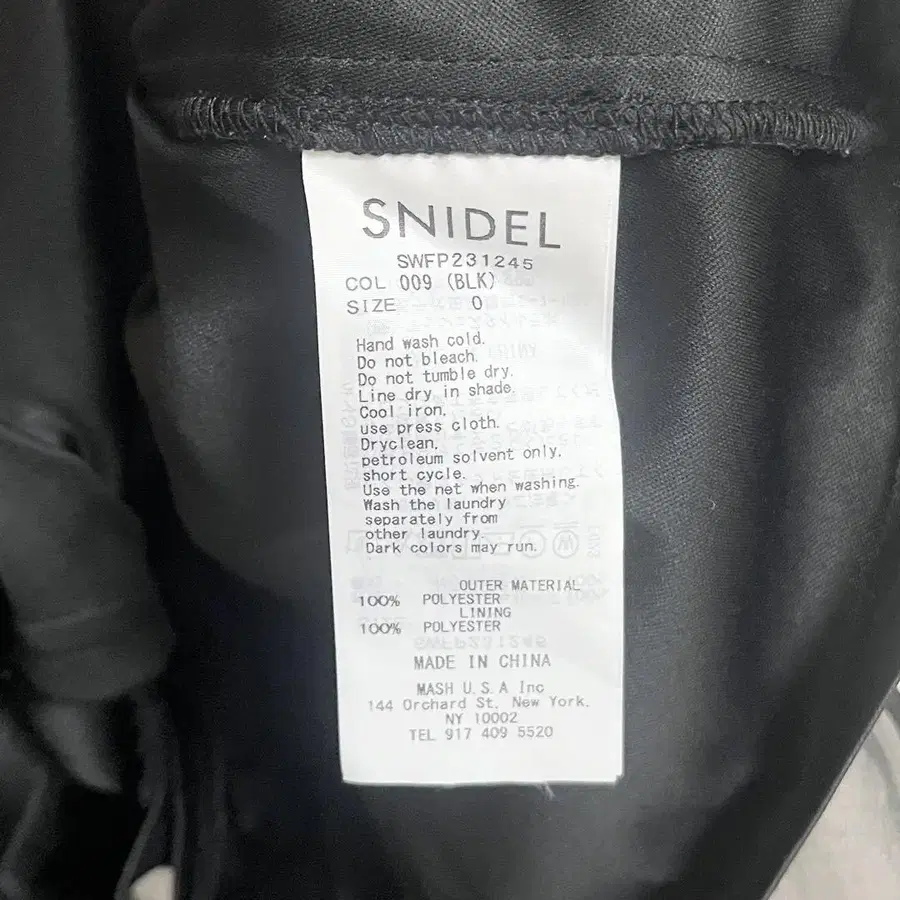 SNIDEL
SWFP231245
COL 009 (BLK)
SIZE 0
Hand wash cold.
Do not bleach.
Do not tumble dry.
Line dry in shade.
Cool iron,
use press cloth.
Dryclean,
petroleum solvent only,
short cycle.
Use the net when washing.
Wash the laundry
separately from
other laundry.
Dark colors may run.
OUTER MATERIAL
100% POLYESTER
LINING
100% POLYESTER
MADE IN CHINA
MASH U.S.A Inc
144 Orchard St, New York,
NY 10002
TEL 917 409 5520